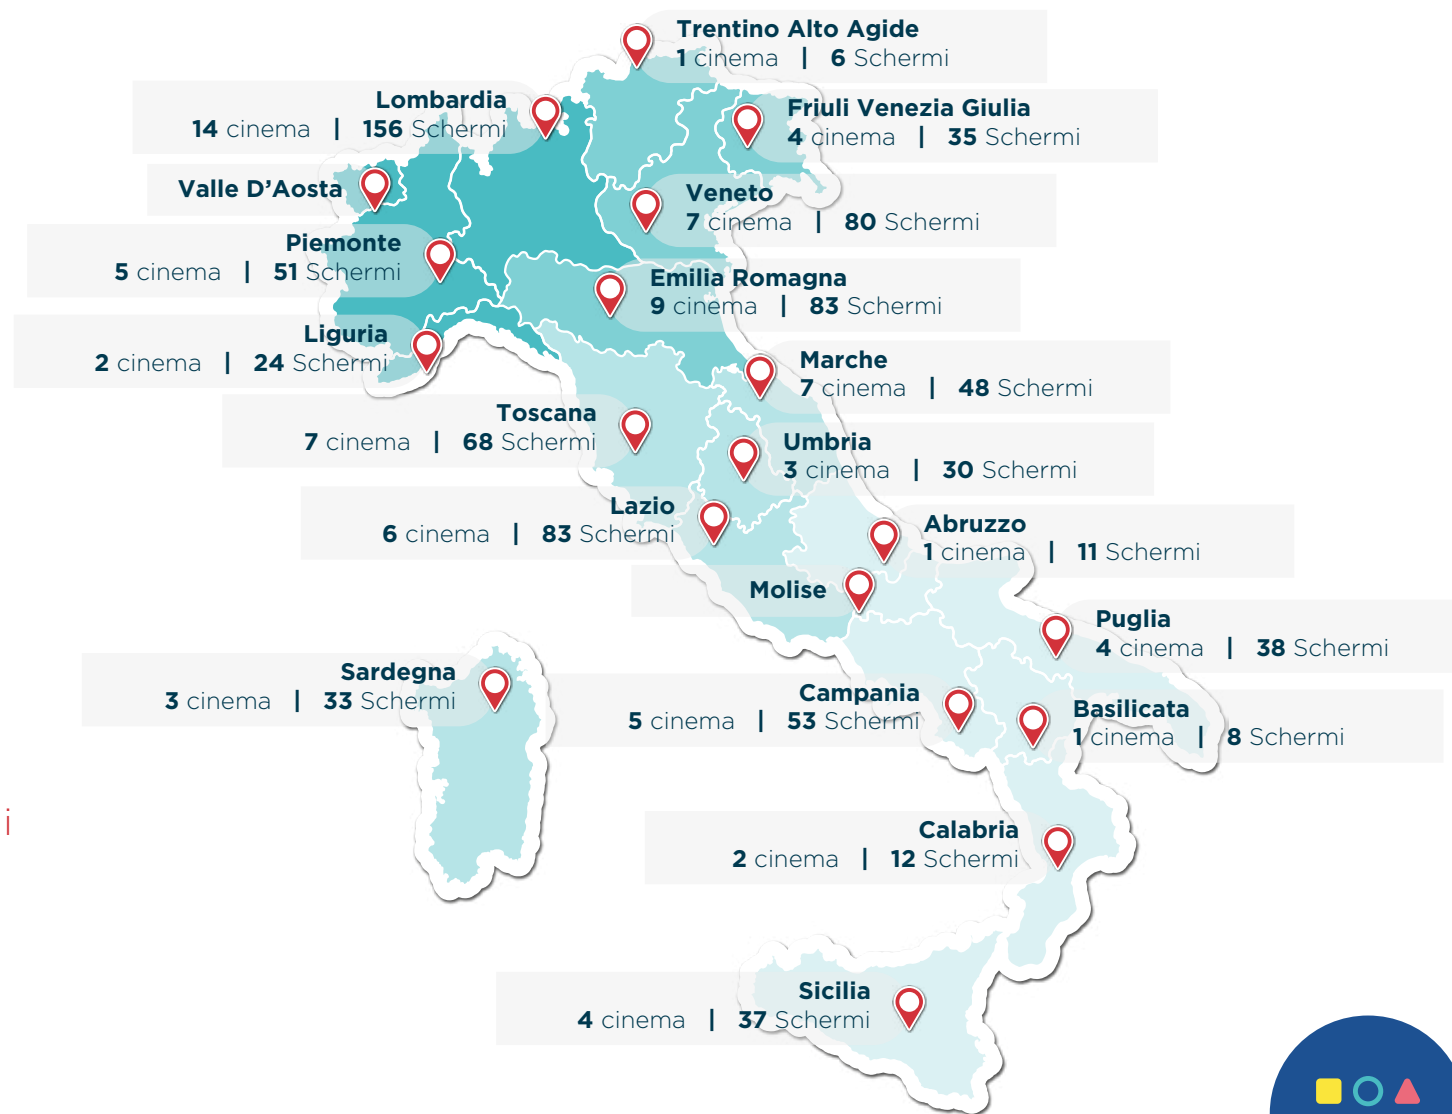 Trentino Alto Agide
1 cinema | 6 Schermi
Lombardia
14 cinema | 156 Schermi
Friuli Venezia Giulia
4 cinema | 35 Schermi
Valle D’Aosta
Veneto
7 cinema | 80 Schermi
Piemonte
5 cinema | 51 Schermi
Emilia Romagna
9 cinema | 83 Schermi
Liguria
2 cinema | 24 Schermi
Marche
7 cinema | 48 Schermi
Toscana
7 cinema | 68 Schermi
Umbria
3 cinema | 30 Schermi
Lazio
6 cinema | 83 Schermi
Abruzzo
1 cinema | 11 Schermi
Molise
Puglia
4 cinema | 38 Schermi
Sardegna
3 cinema | 33 Schermi
Campania
5 cinema | 53 Schermi
Basilicata
1 cinema | 8 Schermi
i
Calabria
2 cinema | 12 Schermi
Sicilia
4 cinema | 37 Schermi